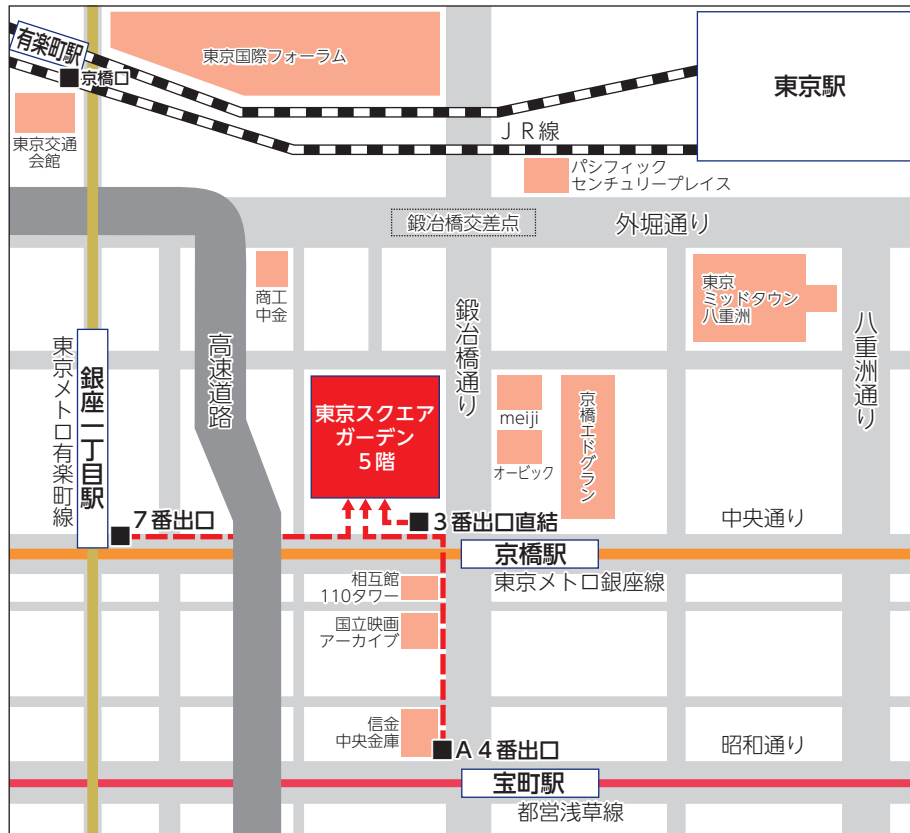 有楽町駅
京橋口
東京国際フォーラム
東京駅
東京交通
会館
ＪＲ線
パシフィック
センチュリープレイス
鍛冶橋交差点
外堀通り
商工
中金
東京
ミッドタウン
八重洲
鍛冶橋通り
八重洲通り
高速道路
東京メトロ有楽町線
銀座一丁目駅
東京スクエア
ガーデン
５階
meiji
オービック
京橋エドグラン
７番出口
３番出口直結
中央通り
京橋駅
東京メトロ銀座線
相互館
110タワー
国立映画
アーカイブ
信金
中央金庫
Ａ４番出口
昭和通り
宝町駅
都営浅草線